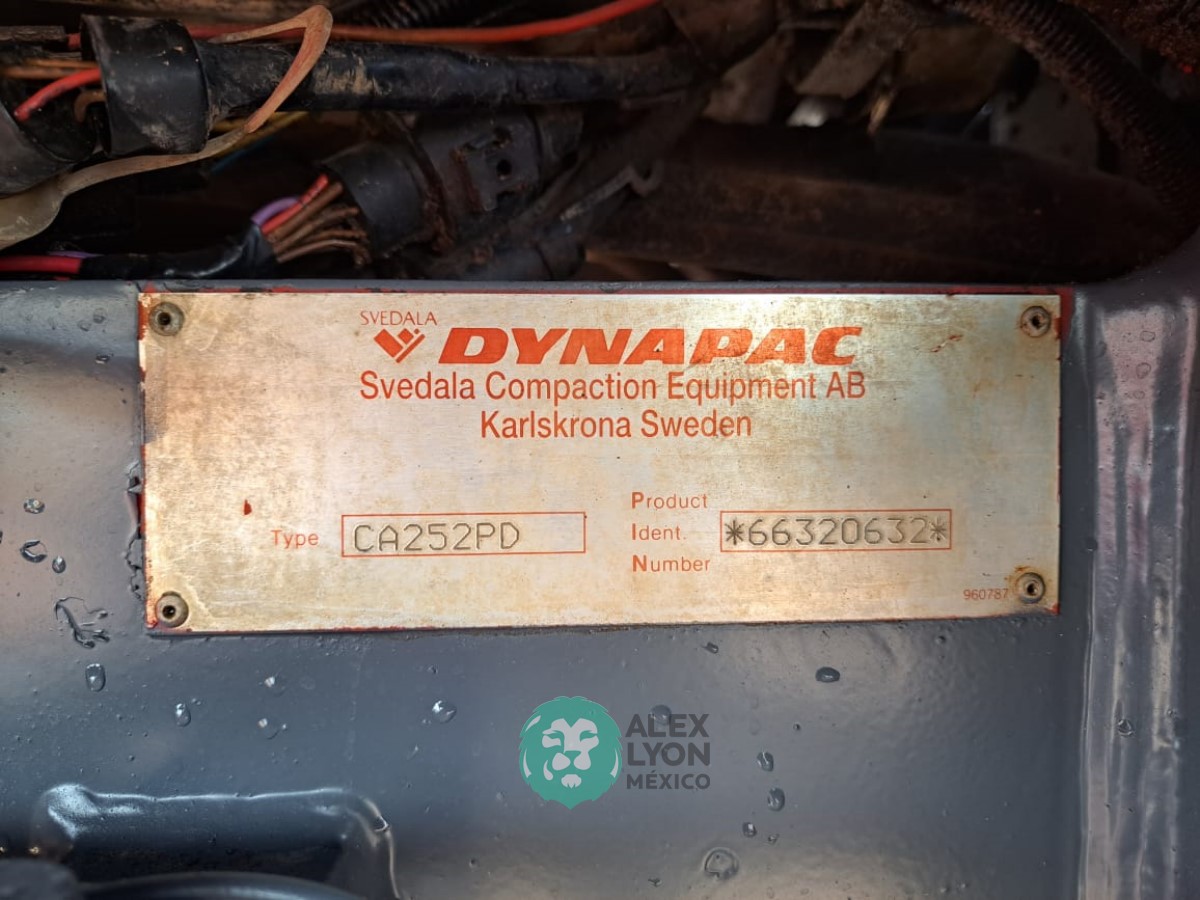 SVEDALA
DYNAPAC
Svedala Compaction Equipment AB
Karlskrona Sweden
Type CA252PD
Product
Ident. *66320632*
Number
960787
ALEX
LYON
MÉXICO